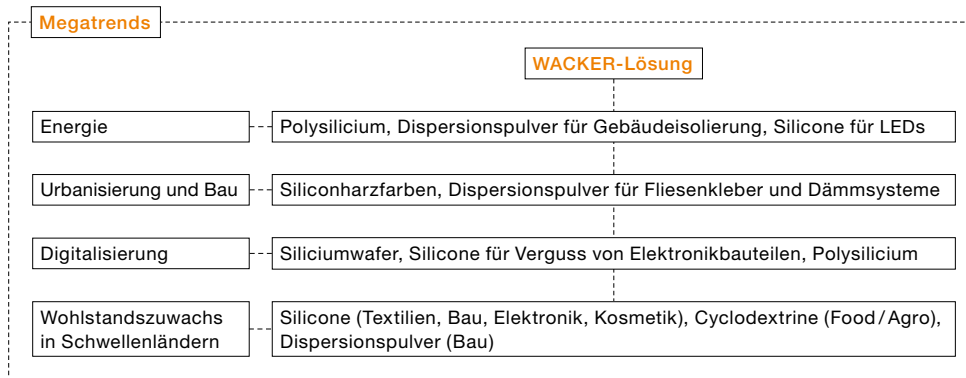 Megatrends
WACKER-Lösung
Energie
Polysilicium, Dispersionspulver für Gebäudeisolierung, Silicone für LEDs
Urbanisierung und Bau
Siliconharzfarben, Dispersionspulver für Fliesenkleber und Dämmsysteme
Digitalisierung
Siliciumwafer, Silicone für Verguss von Elektronikbauteilen, Polysilicium
Wohlstandszuwachs
in Schwellenländern
Silicone (Textilien, Bau, Elektronik, Kosmetik), Cyclodextrine (Food / Agro),
Dispersionspulver (Bau)